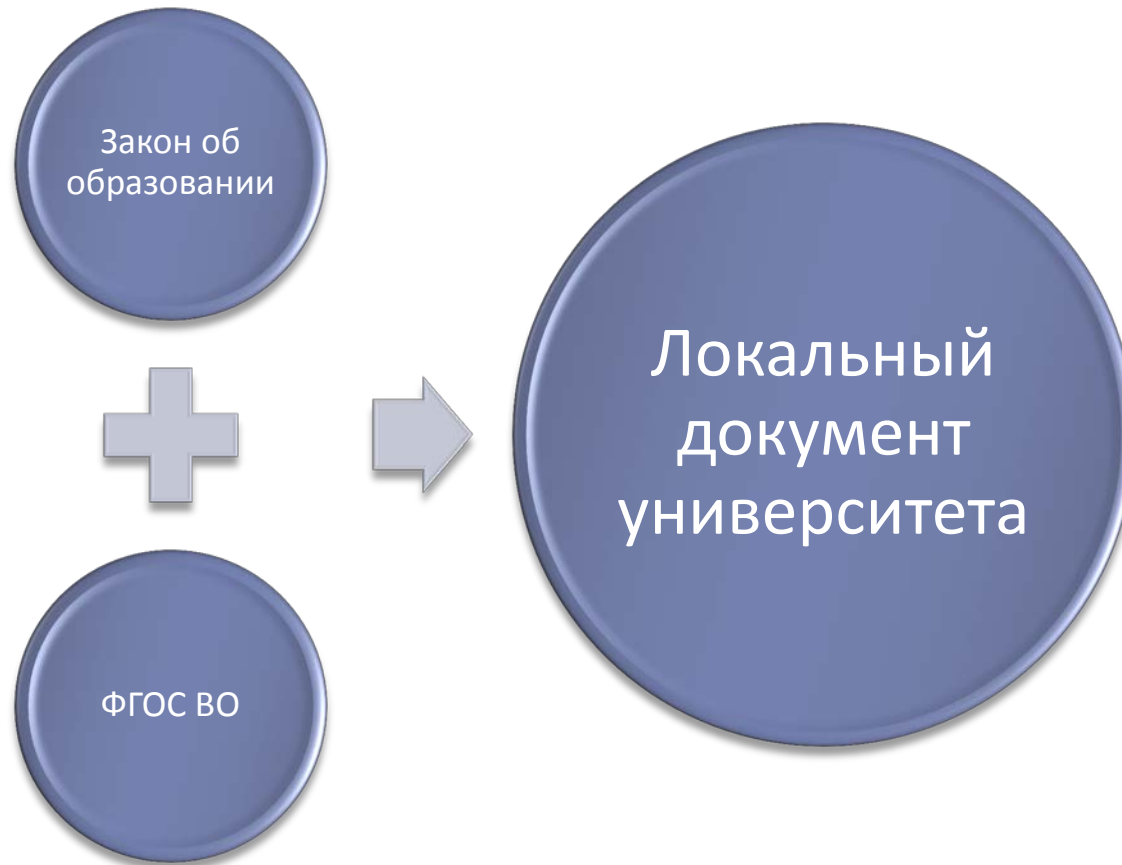 Закон об
образовании
ФГОС ВО
Локальный
документ
университета